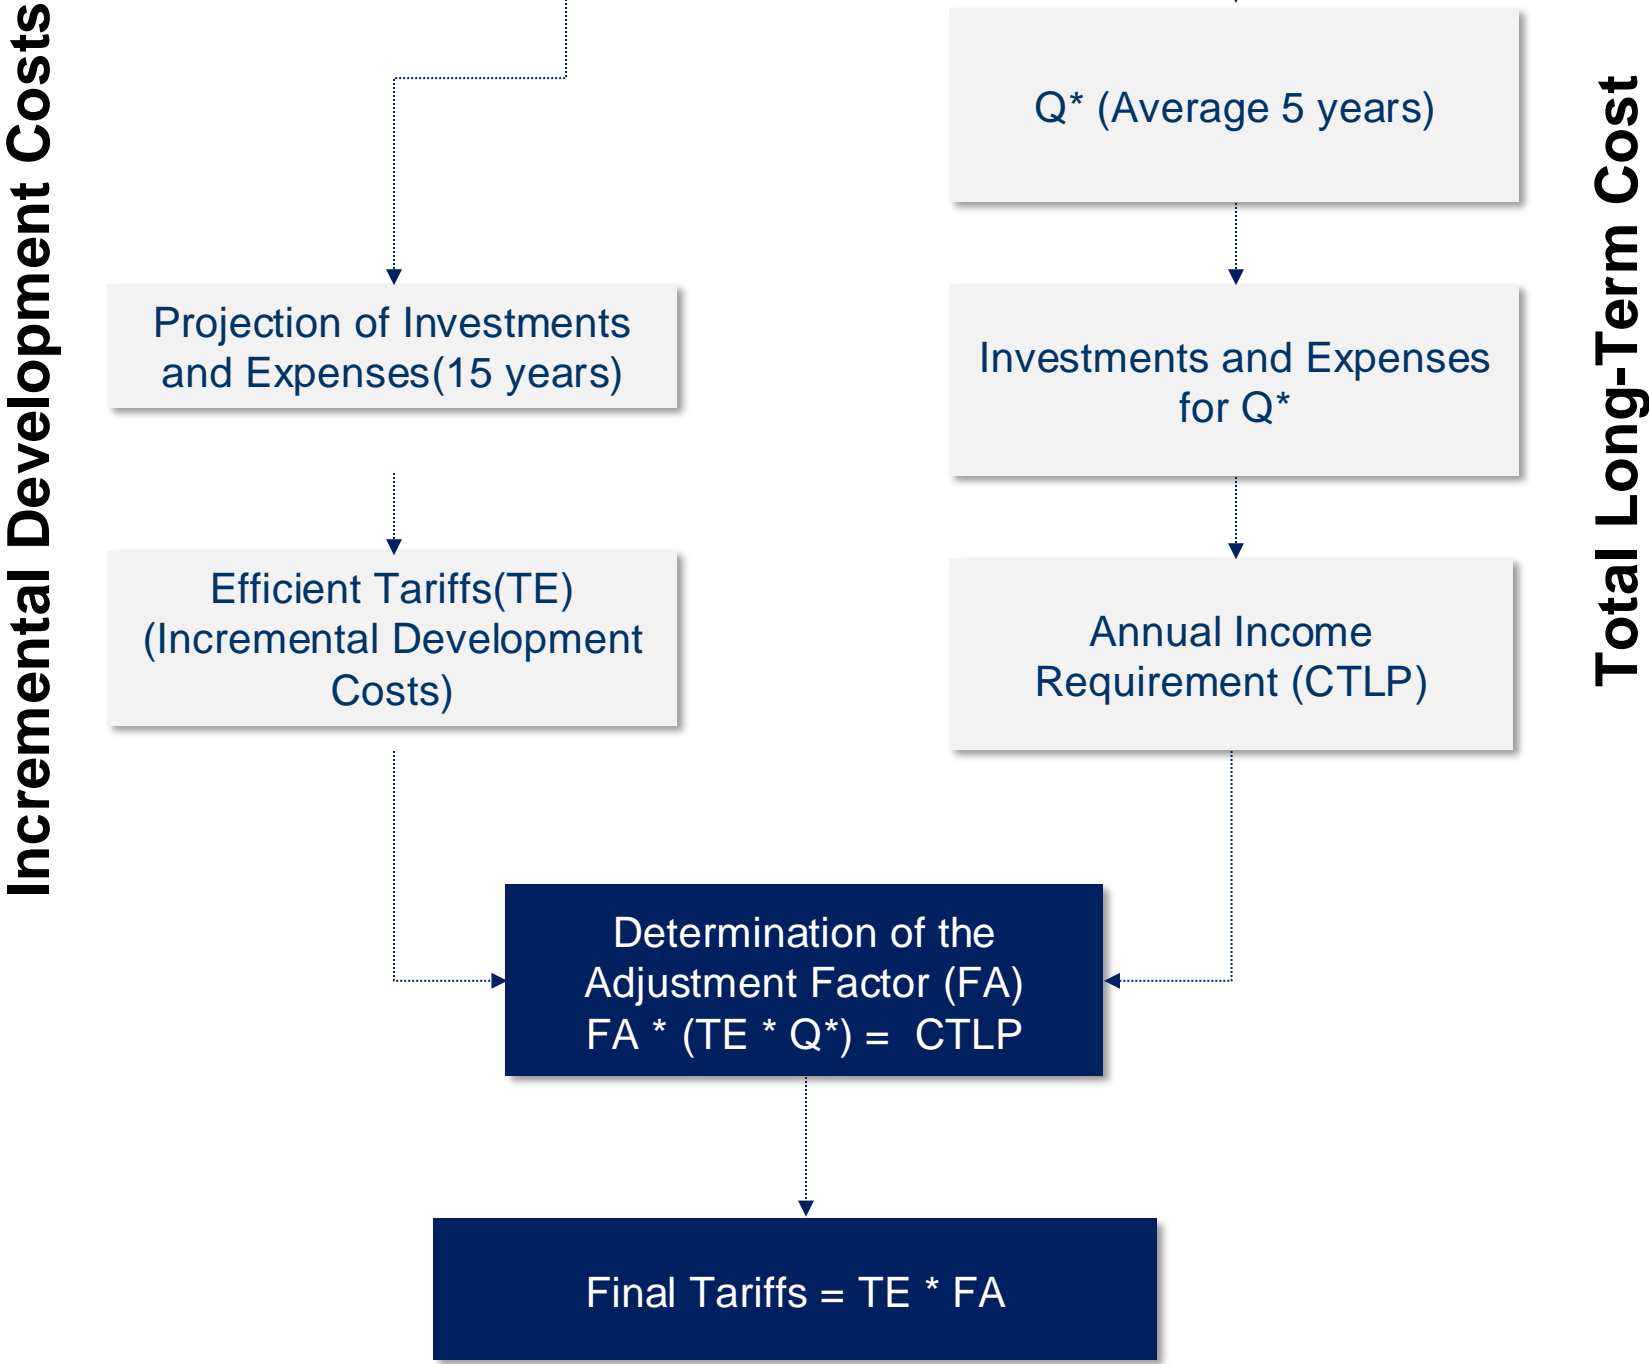 Incremental Development Costs
Q* (Average 5 years)
Total Long-Term Cost
Projection of Investments
and Expenses(15 years)
Investments and Expenses
for Q*
Efficient Tariffs(TE)
(Incremental Development
Costs)
Annual Income
Requirement (CTLP)
Determination of the
Adjustment Factor (FA)
FA * (TE * Q*) =  CTLP
Final Tariffs = TE * FA